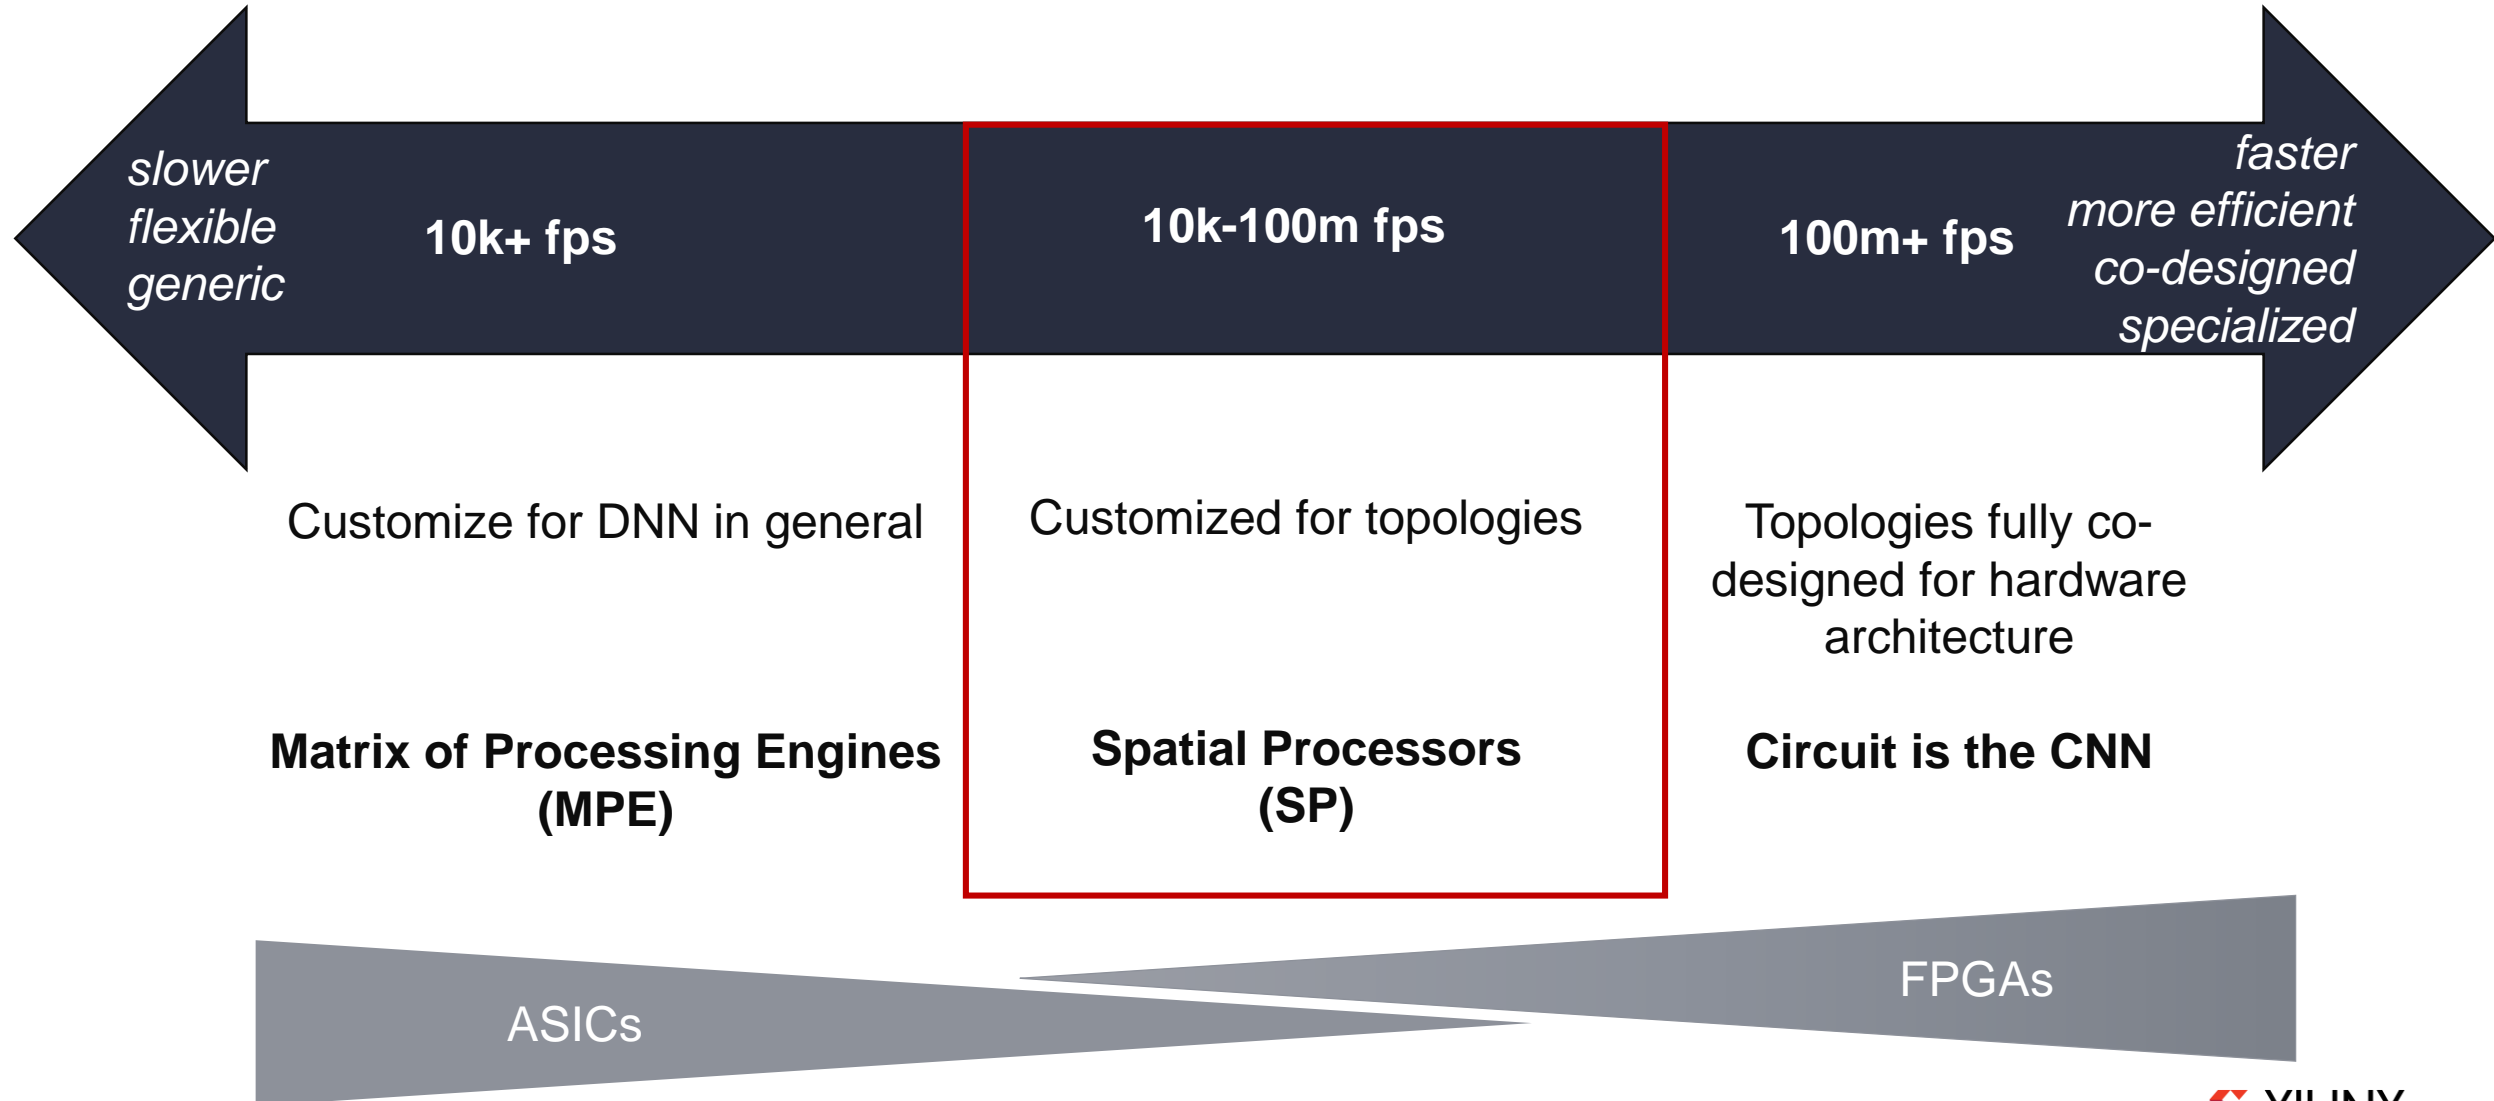 slower
flexible
generic
10k+ fps
10k-100m fps
100m+ fps
faster
more efficient
co-designed
specialized
Customize for DNN in general
Customized for topologies
Topologies fully co-
designed for hardware
architecture
Matrix of Processing Engines
(MPE)
Spatial Processors
(SP)
Circuit is the CNN
ASICs
FPGAs
XILINX